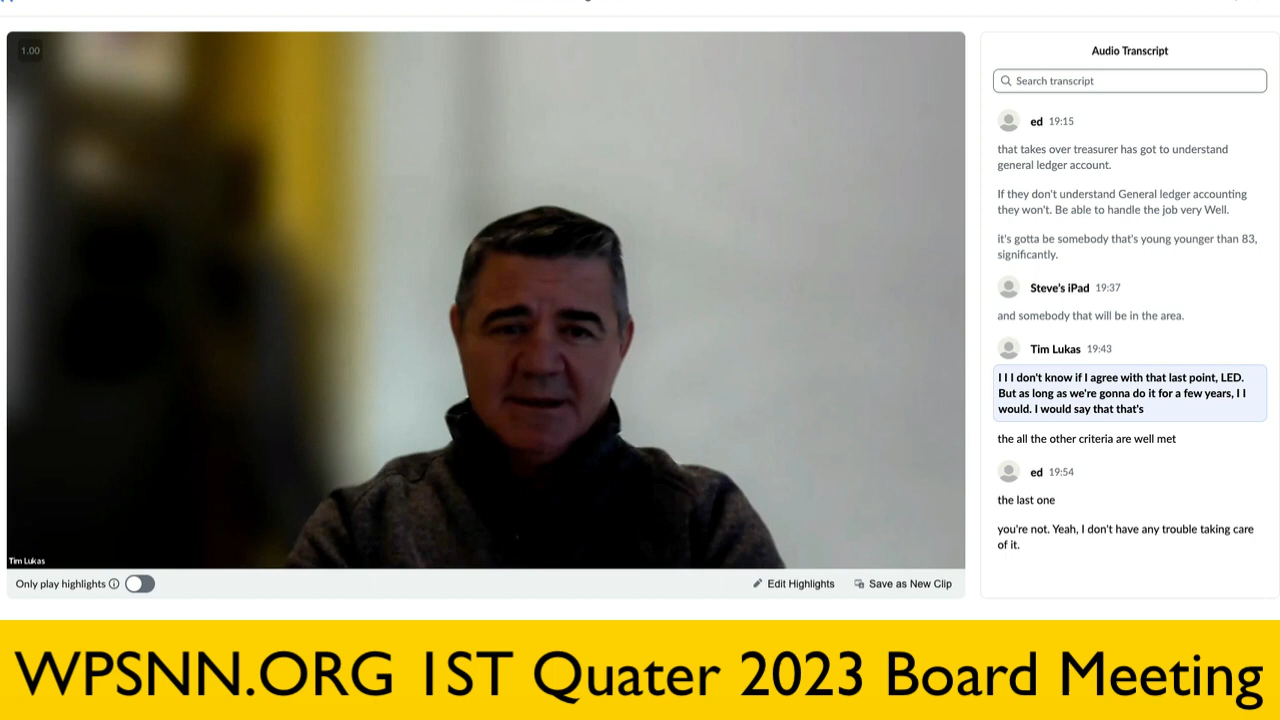 1.00
Tim Lukas
Only play highlights
Edit Highlights
Save as New Clip
Audio Transcript
Search transcript
ed 19:15
that takes over treasurer has got to understand
general ledger account.
If they don't understand General ledger accounting
they won't. Be able to handle the job very Well.
it's gotta be somebody that's young younger than 83,
significantly.
Steve's iPad 19:37
and somebody that will be in the area.
Tim Lukas 19:43
I I I don't know if I agree with that last point, LED.
But as long as we're gonna do it for a few years, I I
would. I would say that that's
the all the other criteria are well met
ed 19:54
the last one
you're not. Yeah, I don't have any trouble taking care
of it.
WPSNN.ORG 1ST Quater 2023 Board Meeting